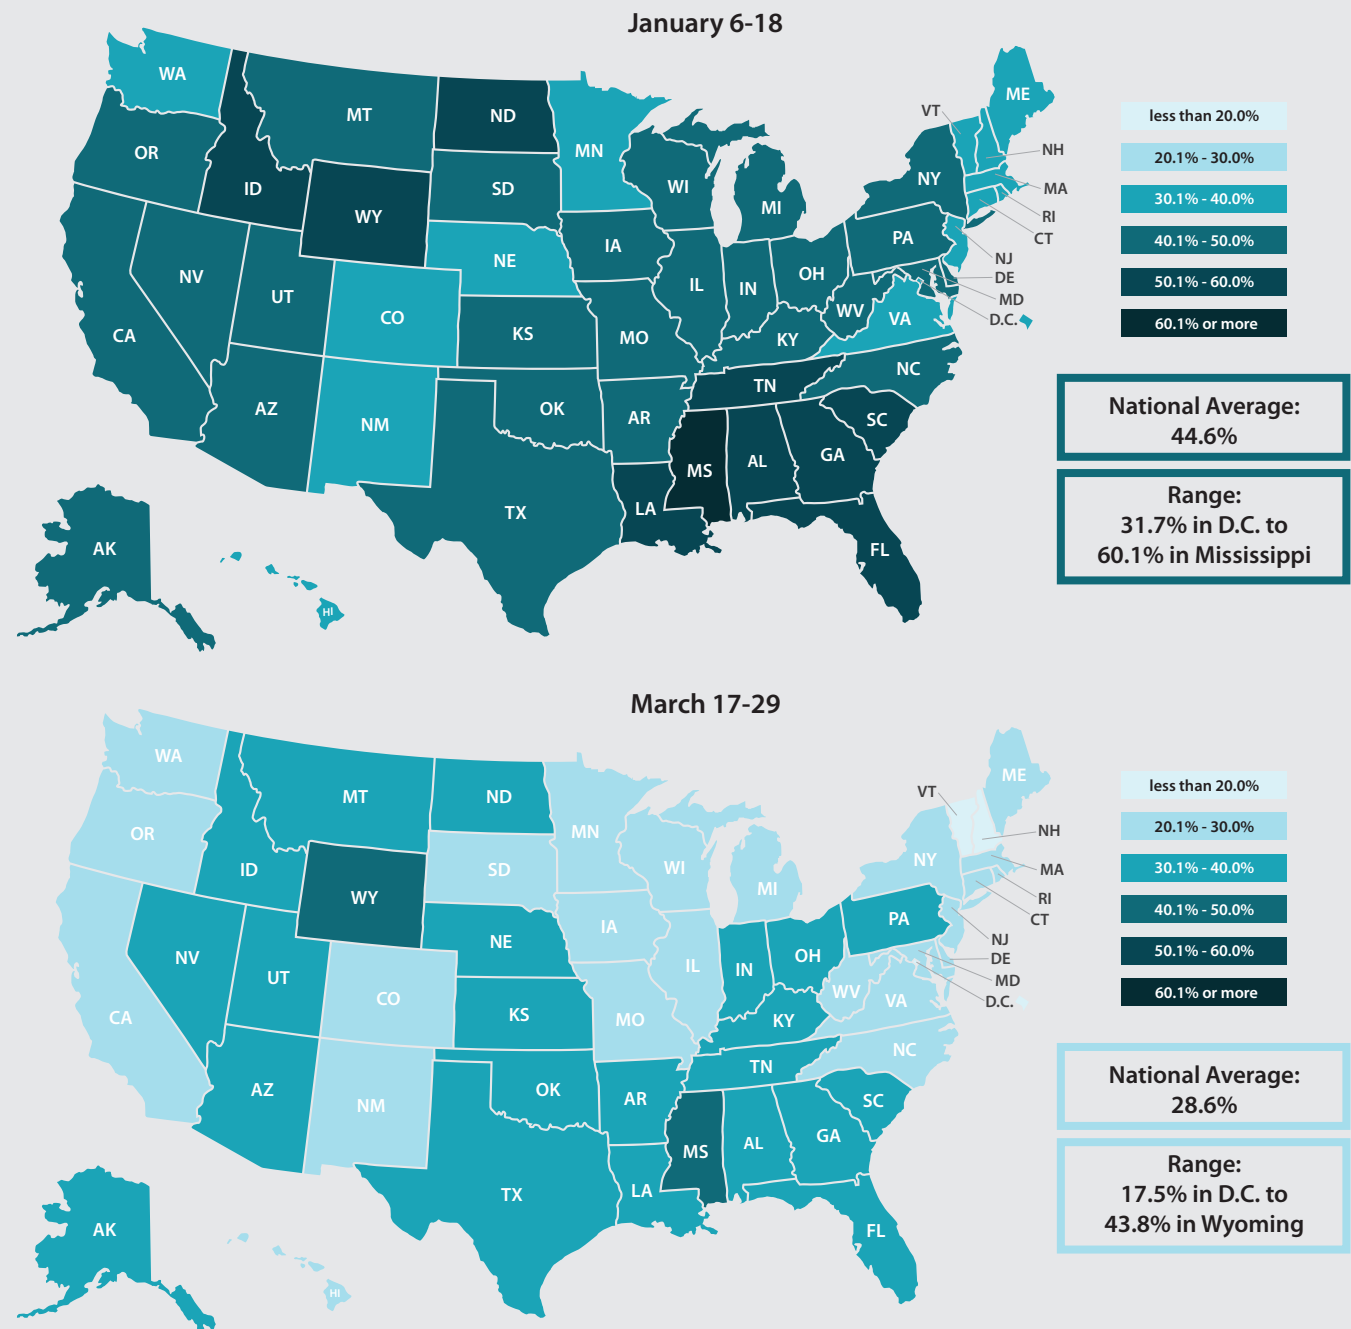 January 6-18
WA
MT
ND
MN
ME
VT
NH
OR
ID
WY
SD
WI
MI
NY
MA
RI
CT
NV
UT
NE
IA
PA
NJ
DE
MD
D.C.
CA
CO
KS
MO
IL
IN
OH
WV
VA
KY
AZ
NM
OK
AR
TN
NC
SC
TX
LA
MS
AL
GA
FL
AK
HI
less than 20.0%
20.1% - 30.0%
30.1% - 40.0%
40.1% - 50.0%
50.1% - 60.0%
60.1% or more
National Average:
44.6%
Range:
31.7% in D.C. to
60.1% in Mississippi
March 17-29
WA
MT
ND
MN
ME
VT
NH
OR
ID
WY
SD
WI
MI
NY
MA
RI
CT
NV
UT
NE
IA
PA
NJ
DE
MD
D.C.
CA
CO
KS
MO
IL
IN
OH
WV
VA
KY
AZ
NM
OK
AR
TN
NC
SC
TX
LA
MS
AL
GA
FL
AK
HI
less than 20.0%
20.1% - 30.0%
30.1% - 40.0%
40.1% - 50.0%
50.1% - 60.0%
60.1% or more
National Average:
28.6%
Range:
17.5% in D.C. to
43.8% in Wyoming